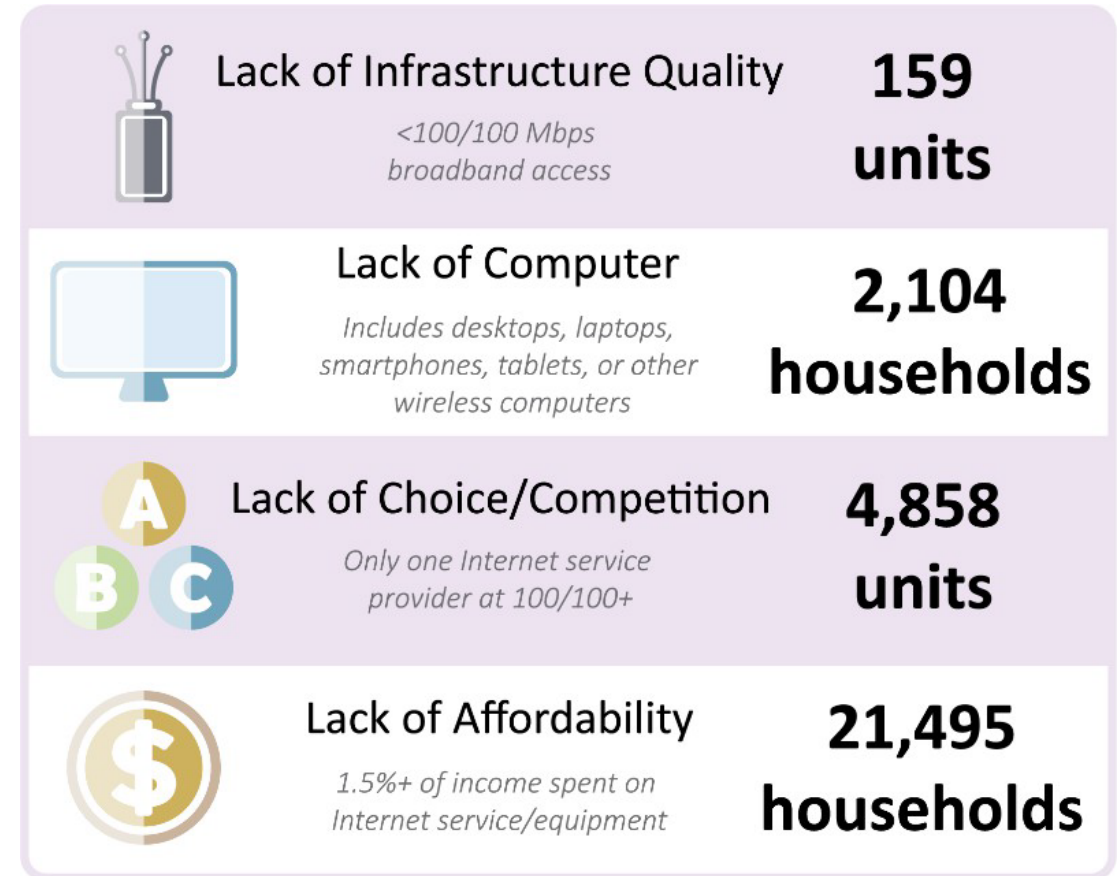 Lack of Infrastructure Quality
<100/100 Mbps
broadband access
159
units
Lack of Computer
Includes desktops, laptops,
smartphones, tablets, or other
wireless computers
2,104
households
A
B
C
Lack of Choice/Competition
Only one Internet service
provider at 100/100+
4,858
units
$
Lack of Affordability
1.5%+ of income spent on
Internet service/equipment
21,495
households